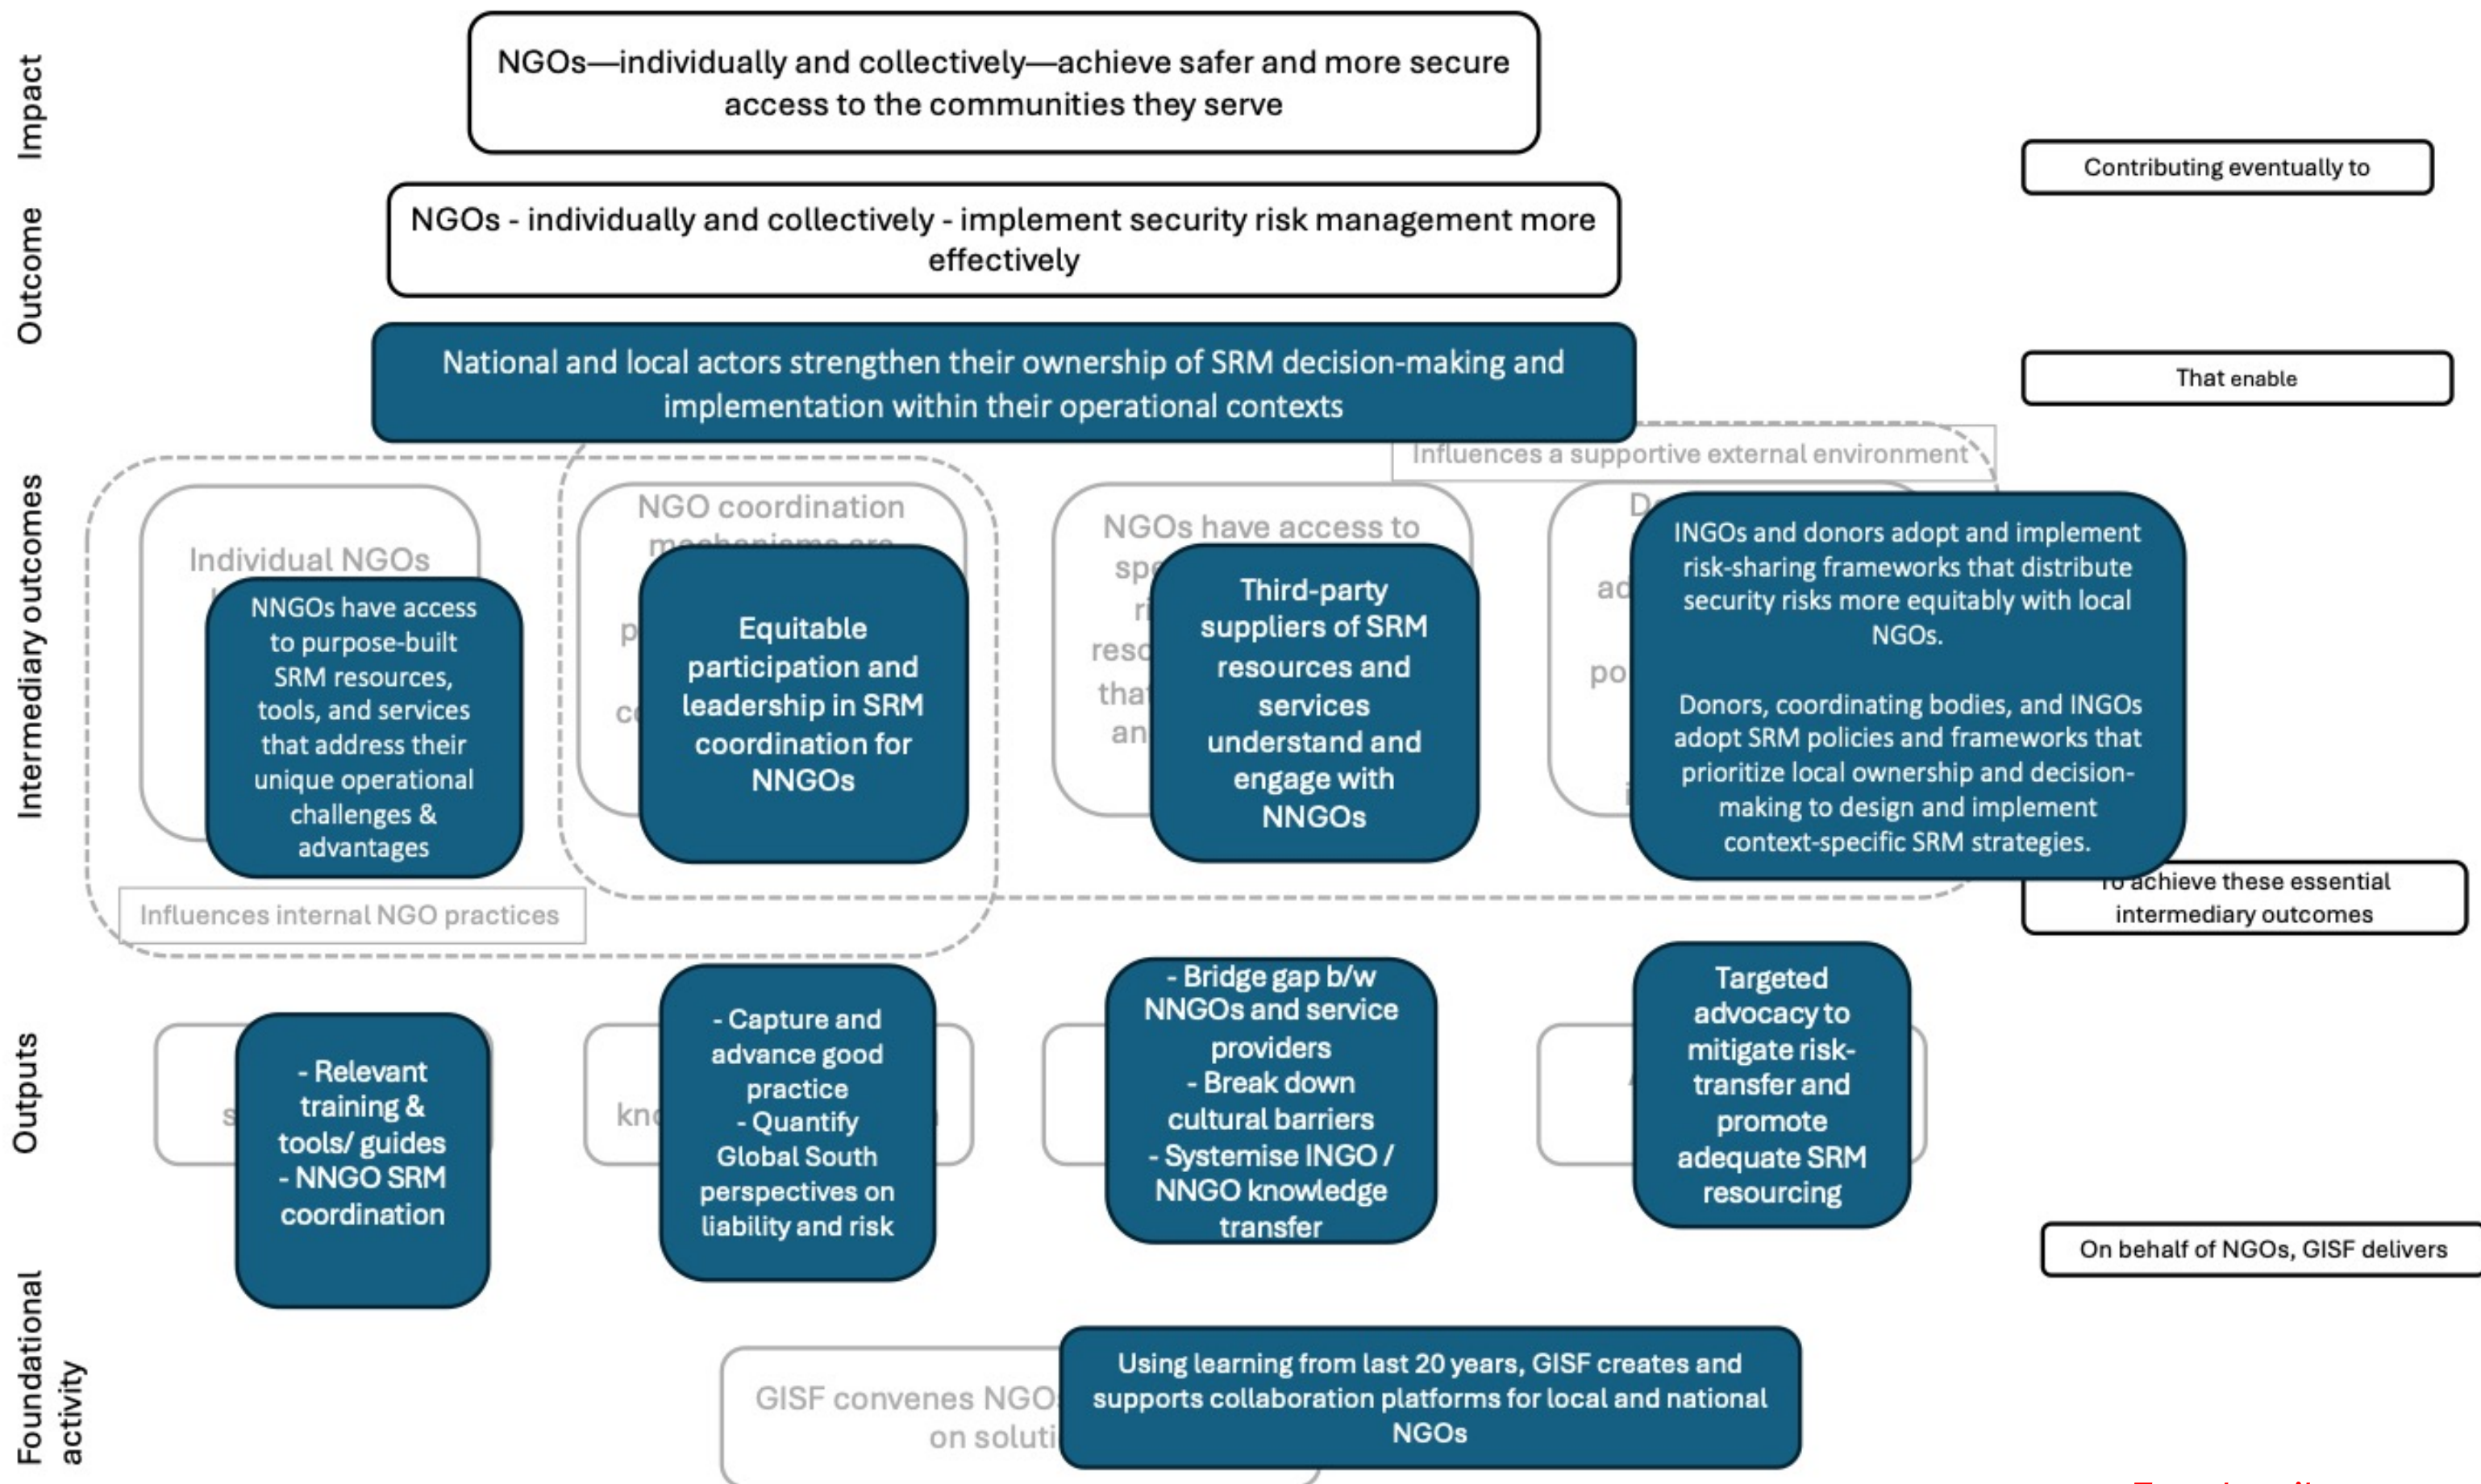 Impact
NGOs—individually and collectively—achieve safer and more secure
access to the communities they serve
Contributing eventually to
Outcome
NGOs - individually and collectively - implement security risk management more
effectively
National and local actors strengthen their ownership of SRM decision-making and
implementation within their operational contexts
That enable
Influences a supportive external environment
Intermediary outcomes
Individual NGOs
NNGOs have access
to purpose-built
SRM resources,
tools, and services
that address their
unique operational
challenges &
advantages
NGO coordination
mechanisms are
Equitable
participation and
leadership in SRM
coordination for
NNGOs
NGOs have access to
that
Third-party
suppliers of SRM
resources and
services
understand and
engage with
NNGOs
INGOs and donors adopt and implement
risk-sharing frameworks that distribute
security risks more equitably with local
NGOs.
Donors, coordinating bodies, and INGOs
adopt SRM policies and frameworks that
prioritize local ownership and decision-
making to design and implement
context-specific SRM strategies.
Influences internal NGO practices
To achieve these essential
intermediary outcomes
Outputs
- Relevant
training &
tools/ guides
- NNGO SRM
coordination
- Capture and
advance good
practice
- Quantify
Global South
perspectives on
liability and risk
- Bridge gap b/w
NNGOs and service
providers
- Break down
cultural barriers
- Systemise INGO /
NNGO knowledge
transfer
Targeted
advocacy to
mitigate risk-
transfer and
promote
adequate SRM
resourcing
On behalf of NGOs, GISF delivers
Foundational
activity
GISF convenes NGOs
on
Using learning from last 20 years, GISF creates and
supports collaboration platforms for local and national
NGOs